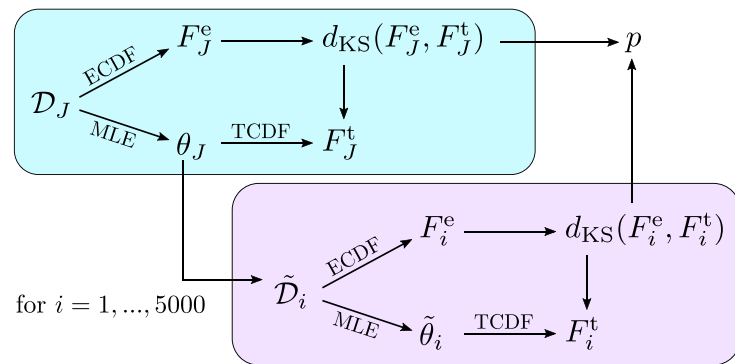 F_J^e d_KS(F_J^e, F_J^t) p
ECDF
𝒟_J
MLE
θ_J TCDF F_J^t
F_i^e d_KS(F_i^e, F_i^t)
ECDF
𝒟̃_i
for i = 1, ..., 5000
MLE
θ̃_i TCDF F_i^t